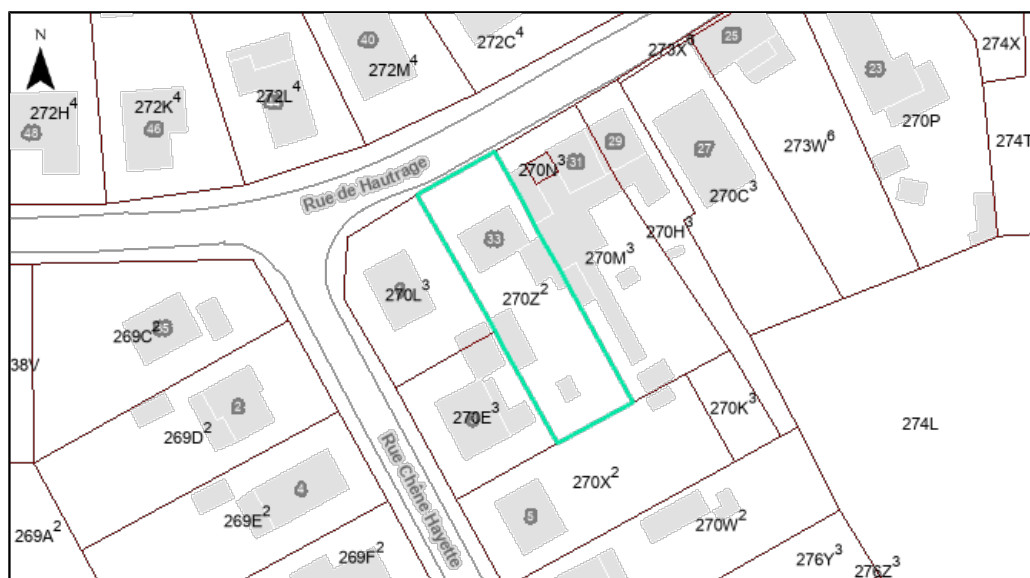 N
40
272C⁴
25
273X⁶
274X
272M⁴
23
272H⁴
272K⁴
272L⁴
270P
48
46
29
274T
273W⁶
31
27
270N³
Rue de Hautrage
270C³
270H³
33
270M³
270L³
270Z²
35
269C²
38V
2
270E³
270K³
274L
269D²
Rue Chêne Hayette
270X²
4
5
269E²
270W²
269A²
269F²
276Y³
276Z³